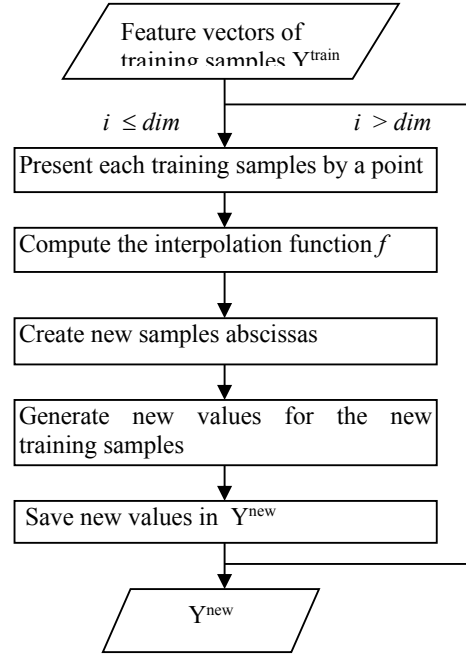 Feature vectors of
training samples Y^train
i ≤ dim
i > dim
Present each training samples by a point
Compute the interpolation function f
Create new samples abscissas
Generate new values for the new
training samples
Save new values in Y^new
Y^new